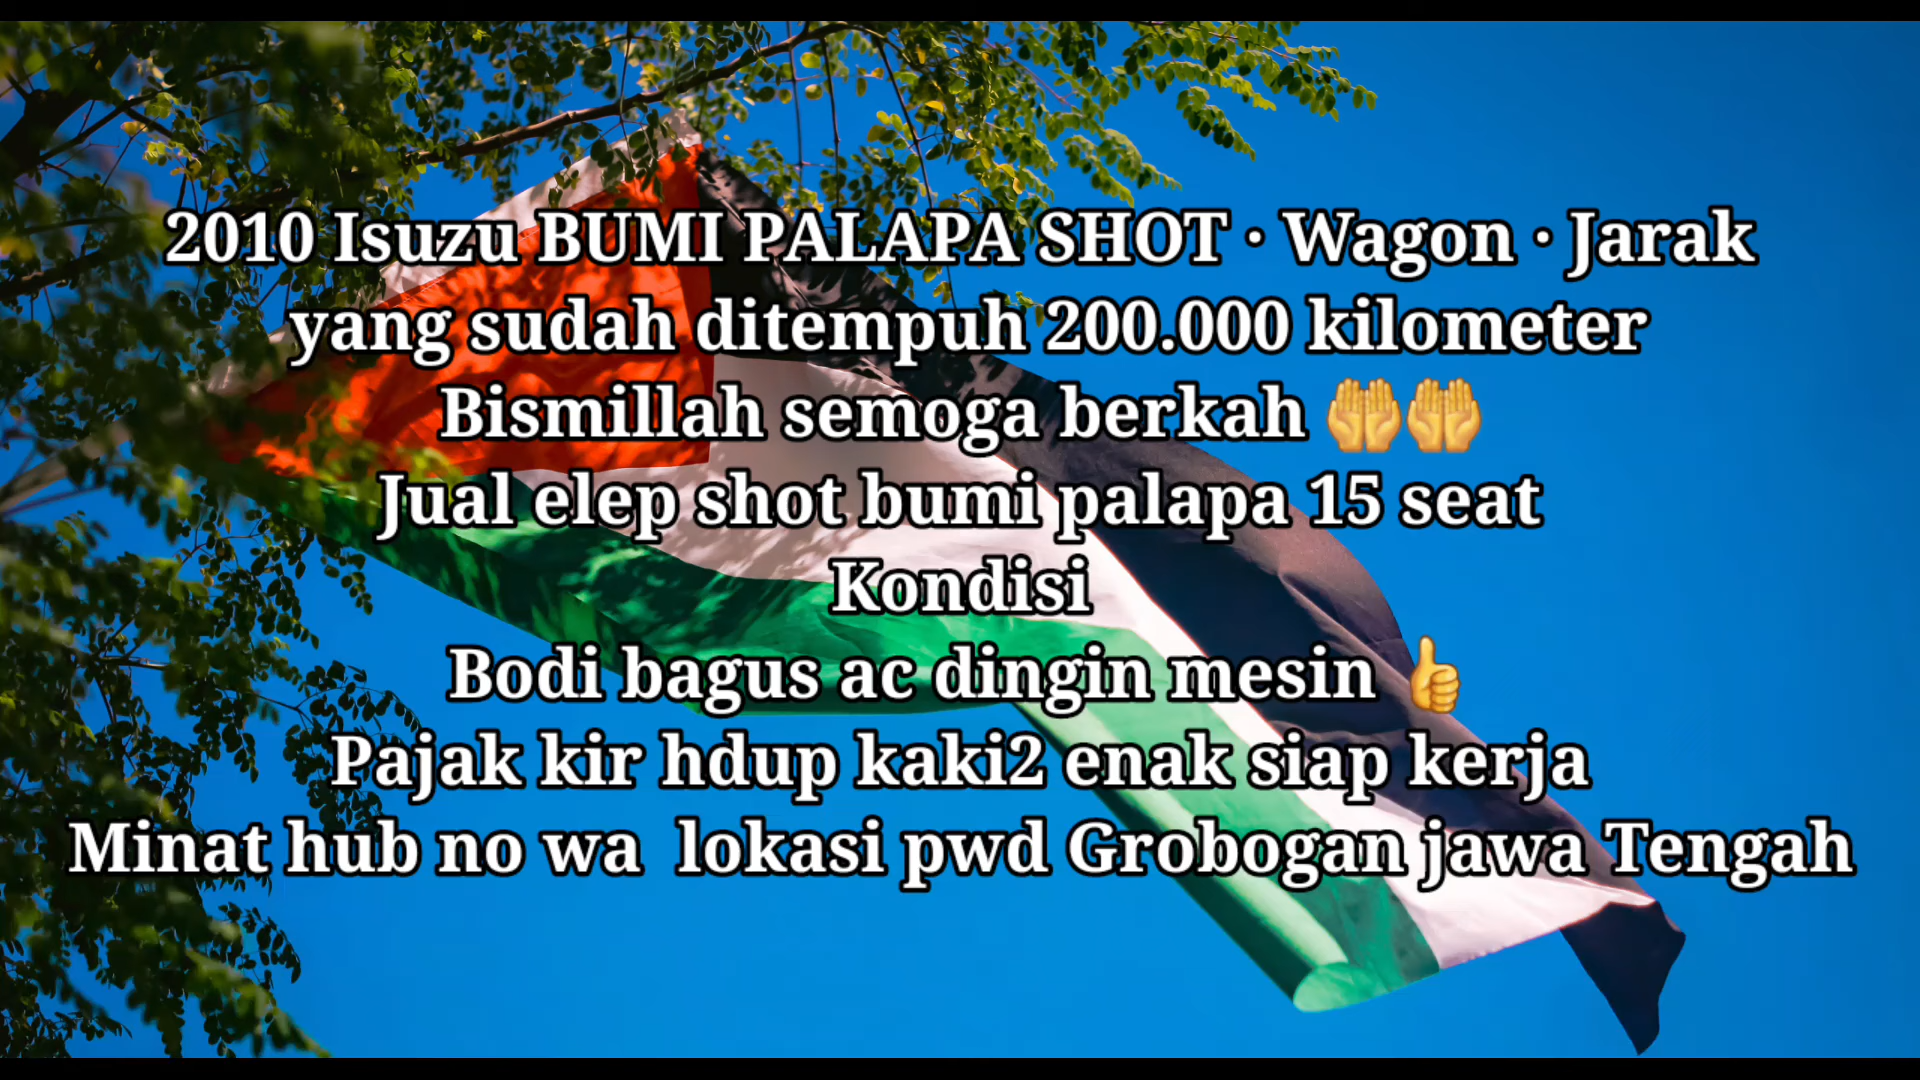 2010 Isuzu BUMI PALAPA SHOT · Wagon · Jarak
yang sudah ditempuh 200.000 kilometer
Bismillah semoga berkah 🤲🤲
Jual elep shot bumi palapa 15 seat
Kondisi
Bodi bagus ac dingin mesin 👍
Pajak kir hdup kaki2 enak siap kerja
Minat hub no wa  lokasi pwd Grobogan jawa Tengah